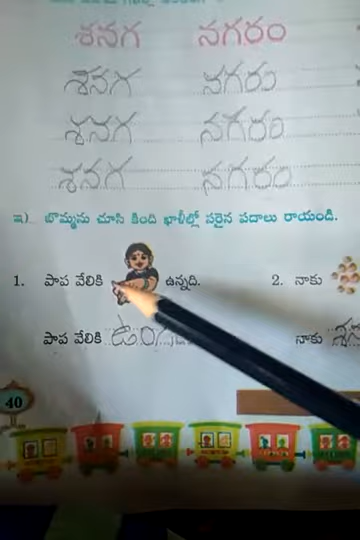 శనగ నగరం
శనగ నగరం
శనగ నగరం
శనగ నగరం
ఇ) బొమ్మను చూసి కింది ఖాళీల్లో సరైన పదాలు రాయండి.
1. పాప వేలికి ఉన్నది. 2. నాకు
పాప వేలికి నాకు
40